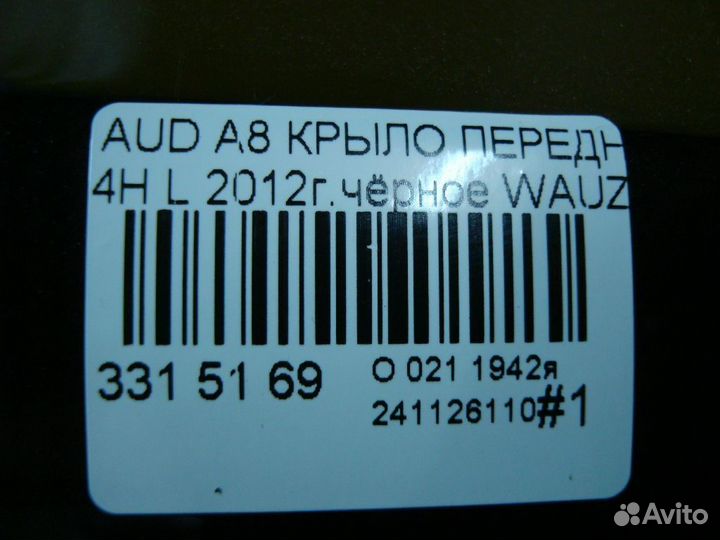 AUD A8 КРЫЛО ПЕРЕДН
4H L 2012г.чёрное WAUZ
331 51 69
O 021 1942я
241126110#1
Avito